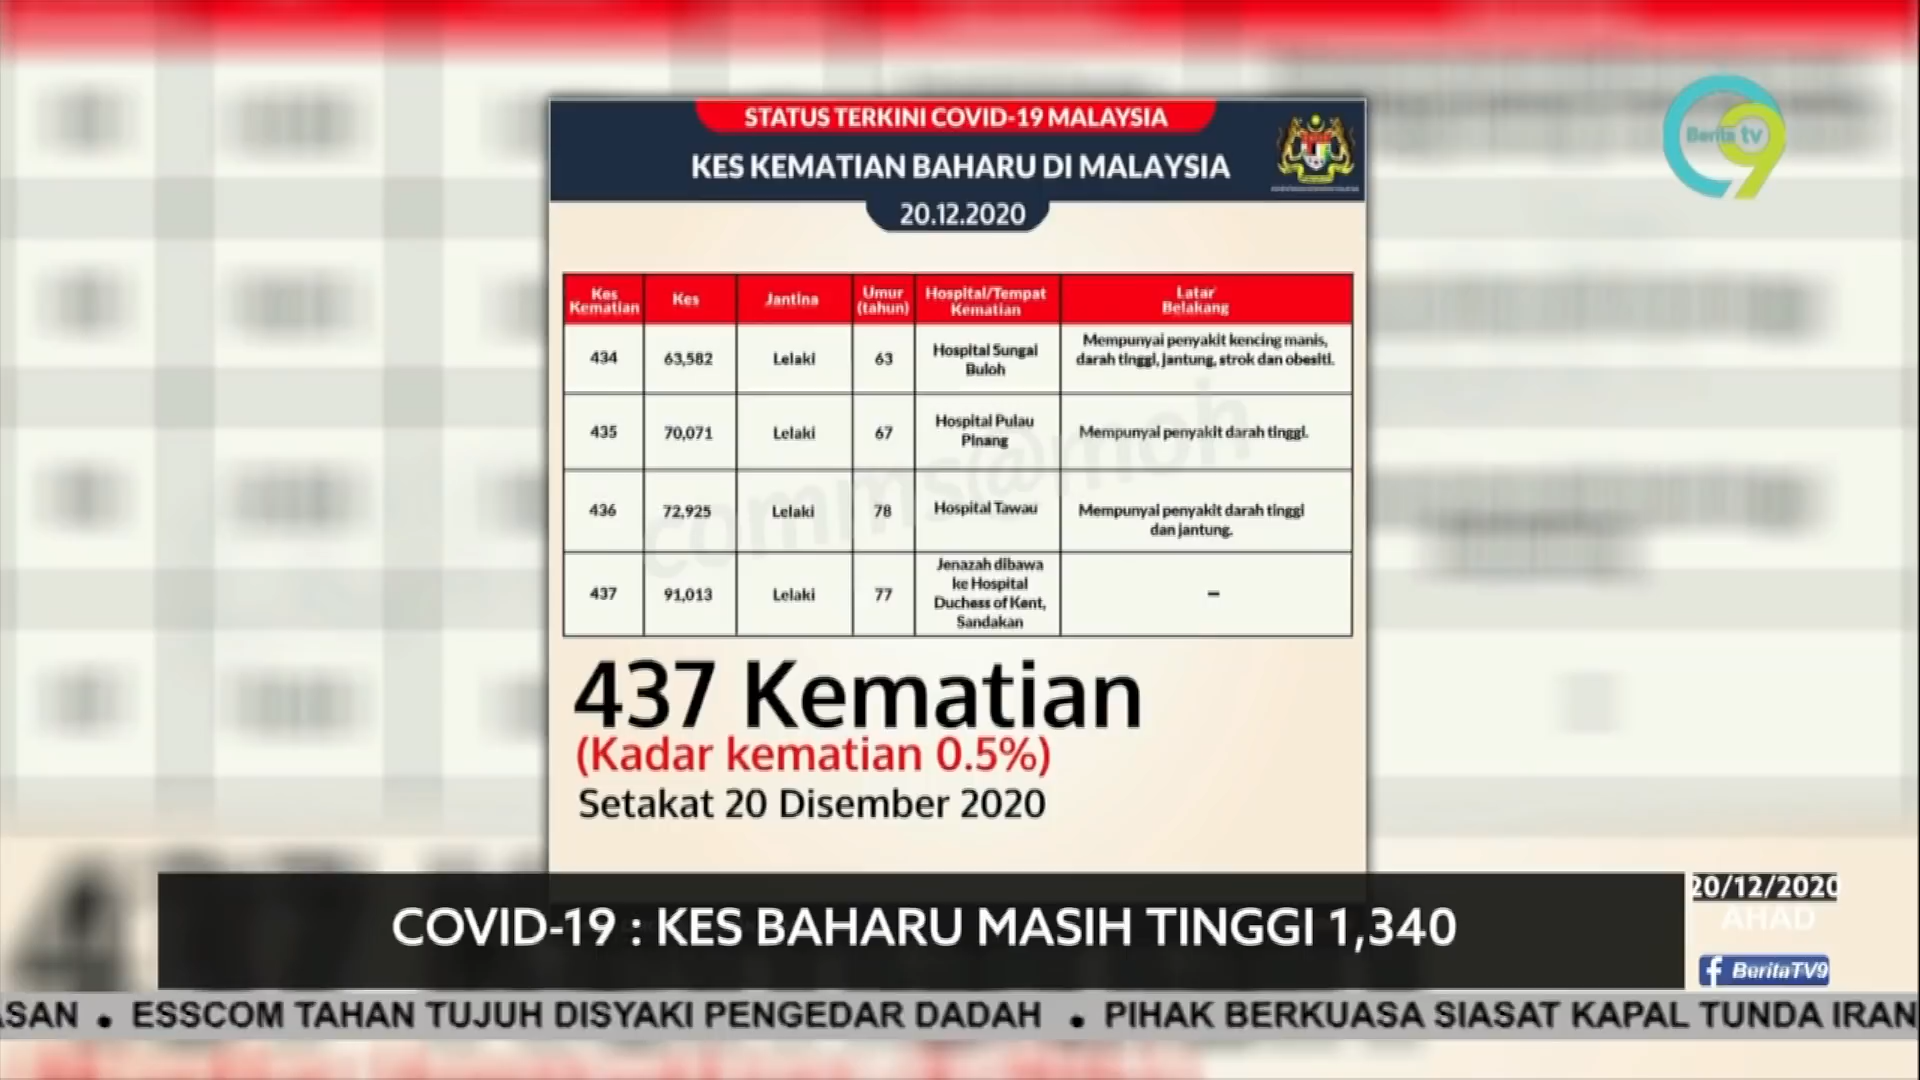 STATUS TERKINI COVID-19 MALAYSIA
KES KEMATIAN BAHARU DI MALAYSIA
20.12.2020
Berita tv
9
Kes Kematian Kes Jantina Umur (tahun) Hospital/Tempat Kematian Latar Belakang
434 63,582 Lelaki 63 Hospital Sungai Buloh Mempunyai penyakit kencing manis, darah tinggi, jantung, strok dan obesiti.
435 70,071 Lelaki 67 Hospital Pulau Pinang Mempunyai penyakit darah tinggi.
436 72,925 Lelaki 78 Hospital Tawau Mempunyai penyakit darah tinggi dan jantung.
437 91,013 Lelaki 77 Jenazah dibawa ke Hospital Duchess of Kent, Sandakan –
comms@moh
437 Kematian
(Kadar kematian 0.5%)
Setakat 20 Disember 2020
COVID-19 : KES BAHARU MASIH TINGGI 1,340
20/12/2020
AHAD
f BeritaTV9
ASAN • ESSCOM TAHAN TUJUH DISYAKI PENGEDAR DADAH • PIHAK BERKUASA SIASAT KAPAL TUNDA IRAN